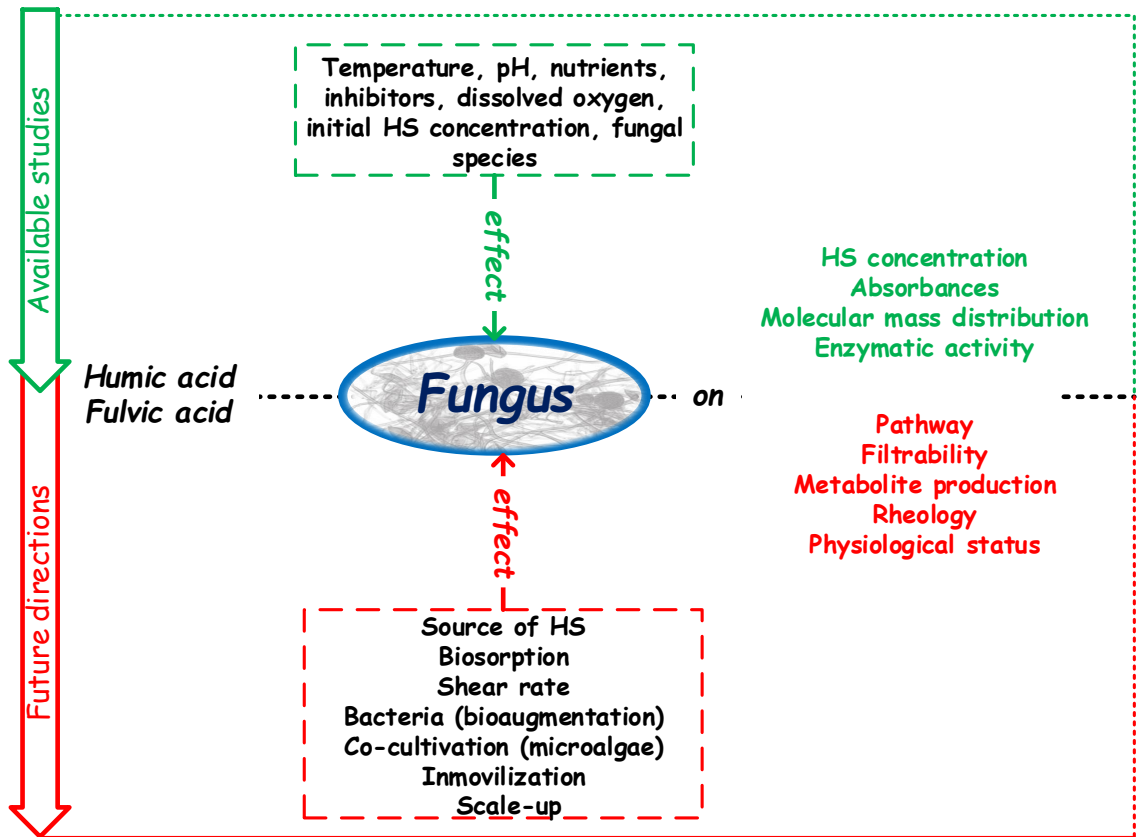 Available studies
Temperature, pH, nutrients,
inhibitors, dissolved oxygen,
initial HS concentration, fungal
species
effect
HS concentration
Absorbances
Molecular mass distribution
Enzymatic activity
Humic acid
Fulvic acid
Fungus
on
Pathway
Filtrability
Metabolite production
Rheology
Physiological status
effect
Future directions
Source of HS
Biosorption
Shear rate
Bacteria (bioaugmentation)
Co-cultivation (microalgae)
Inmovilization
Scale-up